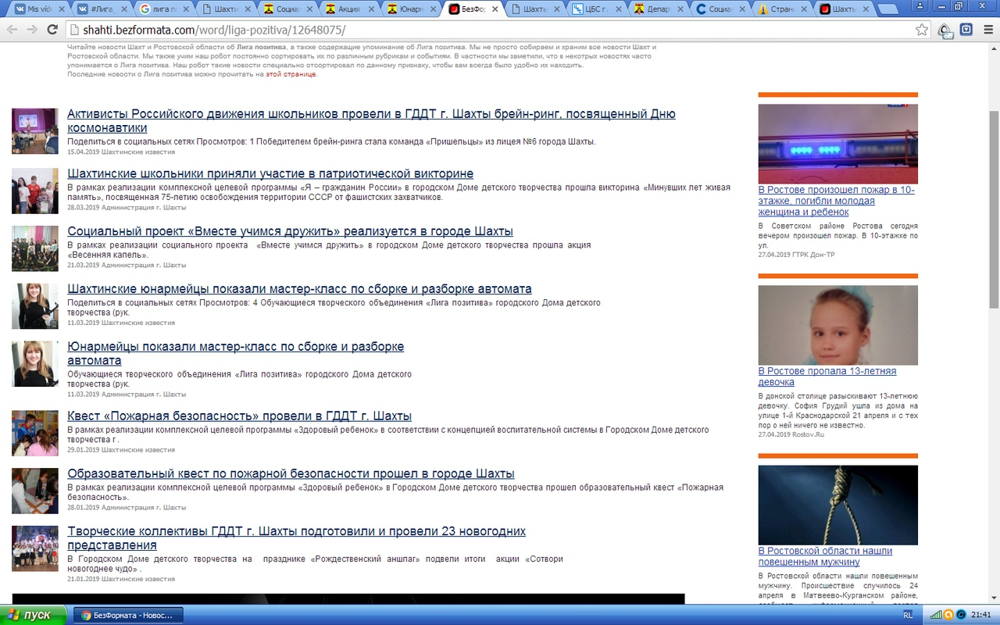 Mis víd
#Лига_
лига п
Шахти
Социа
Акция
Юнарм
БезФор
Шахть
ЦБС г.
Депар
Социа
Стран
Шахть
shahti.bezformata.com/word/liga-pozitiva/12648075/
off
Читайте новости Шахт и Ростовской области об Лига позитива, а также содержащие упоминание об Лига позитива. Мы не просто собираем и храним все новости Шахт и
Ростовской области. Мы также учим наш робот постоянно сортировать их по различным рубрикам и событиям. В частности мы заметили, что в некотрых новостях часто
упонимается о Лига позитива. Наш робот такие новости специально отсортировал по данному признаку, чтобы вам всегда было удобно их находить.
Последние новости о Лига позитива можно прочитать на этой странице.
Активисты Российского движения школьников провели в ГДДТ г. Шахты брейн-ринг, посвященный Дню
космонавтики
Поделиться в социальных сетях Просмотров: 1 Победителем брейн-ринга стала команда «Пришельцы» из лицея №6 города Шахты.
15.04.2019 Шахтинские известия
Шахтинские школьники приняли участие в патриотической викторине
В рамках реализации комплексной целевой программы «Я – гражданин России» в городском Доме детского творчества прошла викторина «Минувших лет живая
память», посвященная 75-летию освобождения территории СССР от фашистских захватчиков.
28.03.2019 Администрация г. Шахты
Социальный проект «Вместе учимся дружить» реализуется в городе Шахты
В рамках реализации социального проекта «Вместе учимся дружить» в городском Доме детского творчества прошла акция
«Весенняя капель».
21.03.2019 Администрация г. Шахты
Шахтинские юнармейцы показали мастер-класс по сборке и разборке автомата
Поделиться в социальных сетях Просмотров: 4 Обучающиеся творческого объединения «Лига позитива» городского Дома детского
творчества (рук.
11.03.2019 Шахтинские известия
Юнармейцы показали мастер-класс по сборке и разборке
автомата
Обучающиеся творческого объединения «Лига позитива» городского Дома детского
творчества (рук.
11.03.2019 Администрация г. Шахты
Квест «Пожарная безопасность» провели в ГДДТ г. Шахты
В рамках реализации комплексной целевой программы «Здоровый ребенок» в соответствии с концепцией воспитательной системы в Городском Доме детского
творчества г .
29.01.2019 Шахтинские известия
Образовательный квест по пожарной безопасности прошел в городе Шахты
В рамках реализации комплексной целевой программы «Здоровый ребенок» в Городском Доме детского творчества прошел образовательный квест «Пожарная
безопасность».
28.01.2019 Администрация г. Шахты
Творческие коллективы ГДДТ г. Шахты подготовили и провели 23 новогодних
представления
В Городском Доме детского творчества на празднике «Рождественский аншлаг» подвели итоги акции «Сотвори
новогоднее чудо» .
21.01.2019 Шахтинские известия
В Ростове произошел пожар в 10-
этажке, погибли молодая
женщина и ребенок
В Советском районе Ростова сегодня
вечером произошел пожар. В 10-этажке по
ул.
27.04.2019 ГТРК Дон-ТР
В Ростове пропала 13-летняя
девочка
В донской столице разыскивают 13-летнюю
девочку. София Грудий ушла из дома на
улице 1-й Краснодарской 21 апреля и с тех
пор о ней ничего не известно.
27.04.2019 Rostov.Ru
В Ростовской области нашли
повешенным мужчину
В Ростовской области нашли повешенным
мужчину. Происшествие случилось 24
апреля в Матвеево-Курганском районе,
пуск
БезФормата - Новос...
RL
21:41